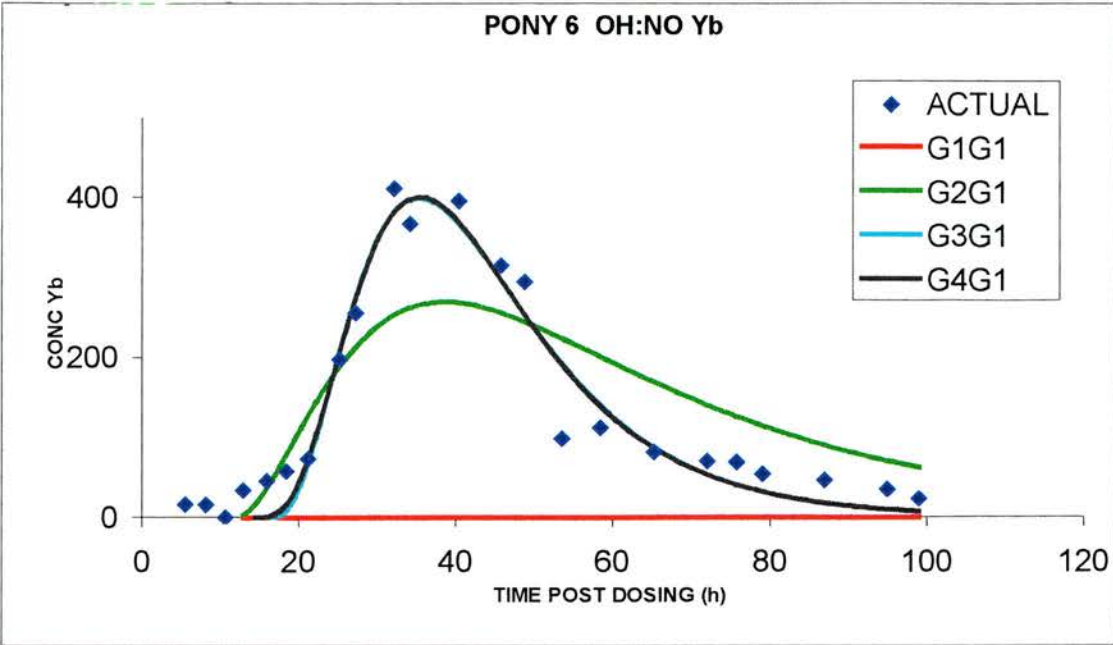 PONY 6 OH:NO Yb
ACTUAL
G1G1
G2G1
G3G1
G4G1
CONC Yb
400
200
0
0
20
40
60
80
100
120
TIME POST DOSING (h)